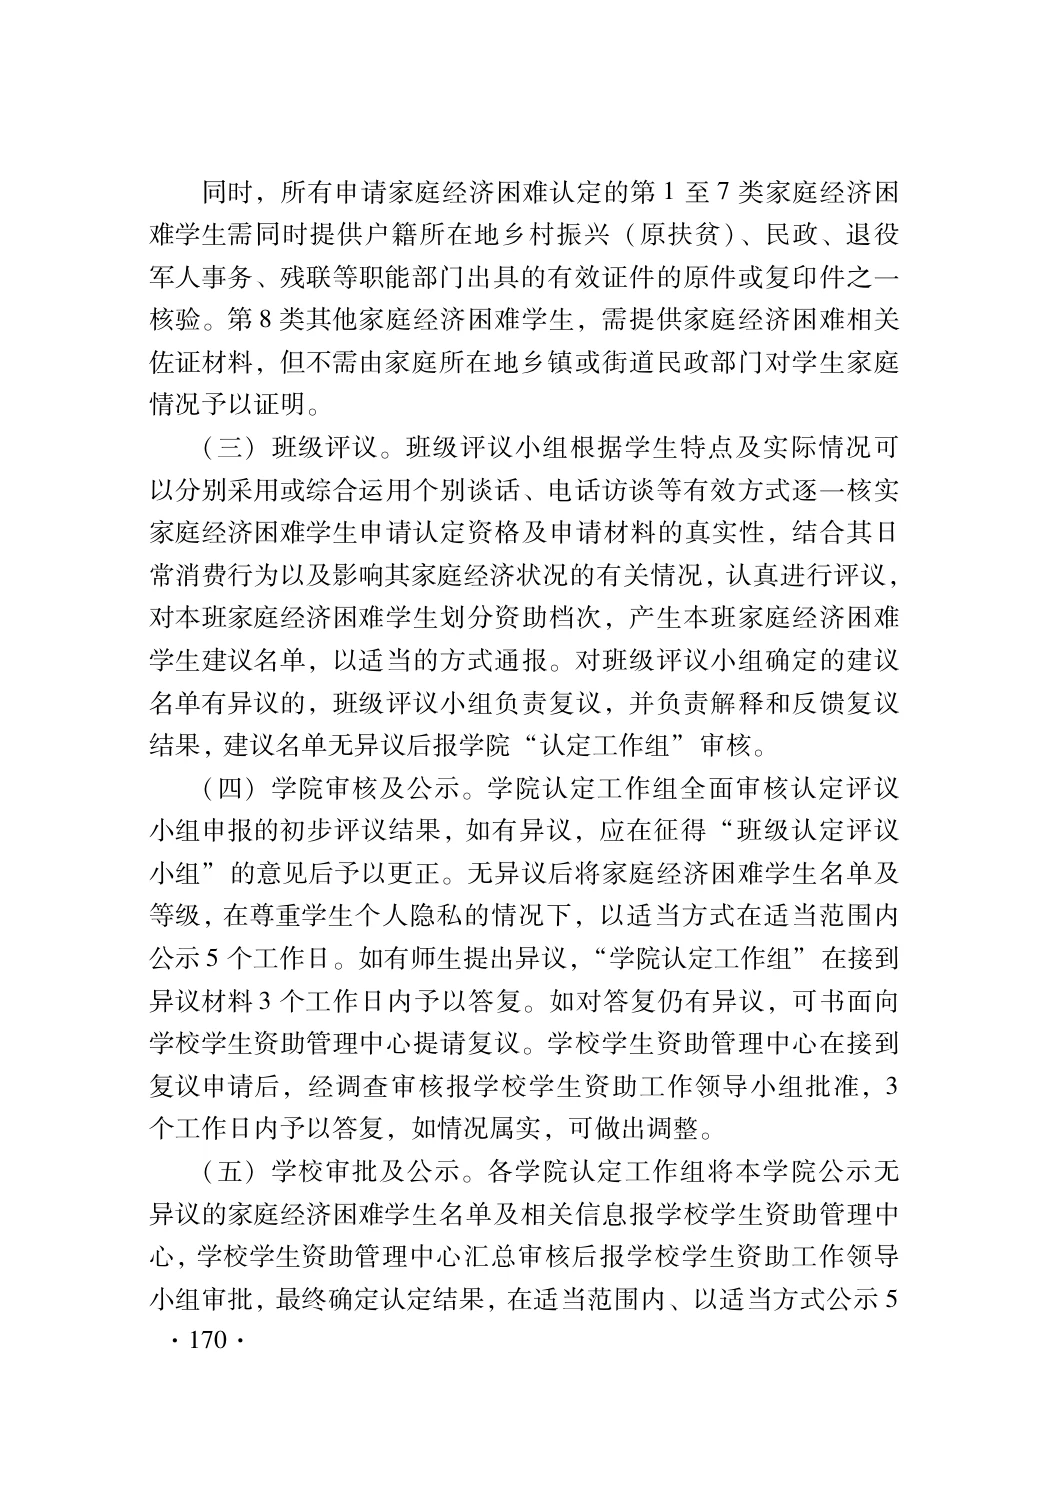 同时，所有申请家庭经济困难认定的第 1 至 7 类家庭经济困
难学生需同时提供户籍所在地乡村振兴（原扶贫）、民政、退役
军人事务、残联等职能部门出具的有效证件的原件或复印件之一
核验。第 8 类其他家庭经济困难学生，需提供家庭经济困难相关
佐证材料，但不需由家庭所在地乡镇或街道民政部门对学生家庭
情况予以证明。
（三）班级评议。班级评议小组根据学生特点及实际情况可
以分别采用或综合运用个别谈话、电话访谈等有效方式逐一核实
家庭经济困难学生申请认定资格及申请材料的真实性，结合其日
常消费行为以及影响其家庭经济状况的有关情况，认真进行评议，
对本班家庭经济困难学生划分资助档次，产生本班家庭经济困难
学生建议名单，以适当的方式通报。对班级评议小组确定的建议
名单有异议的，班级评议小组负责复议，并负责解释和反馈复议
结果，建议名单无异议后报学院“认定工作组”审核。
（四）学院审核及公示。学院认定工作组全面审核认定评议
小组申报的初步评议结果，如有异议，应在征得“班级认定评议
小组”的意见后予以更正。无异议后将家庭经济困难学生名单及
等级，在尊重学生个人隐私的情况下，以适当方式在适当范围内
公示 5 个工作日。如有师生提出异议，“学院认定工作组”在接到
异议材料 3 个工作日内予以答复。如对答复仍有异议，可书面向
学校学生资助管理中心提请复议。学校学生资助管理中心在接到
复议申请后，经调查审核报学校学生资助工作领导小组批准，3
个工作日内予以答复，如情况属实，可做出调整。
（五）学校审批及公示。各学院认定工作组将本学院公示无
异议的家庭经济困难学生名单及相关信息报学校学生资助管理中
心，学校学生资助管理中心汇总审核后报学校学生资助工作领导
小组审批，最终确定认定结果，在适当范围内、以适当方式公示 5
· 170 ·